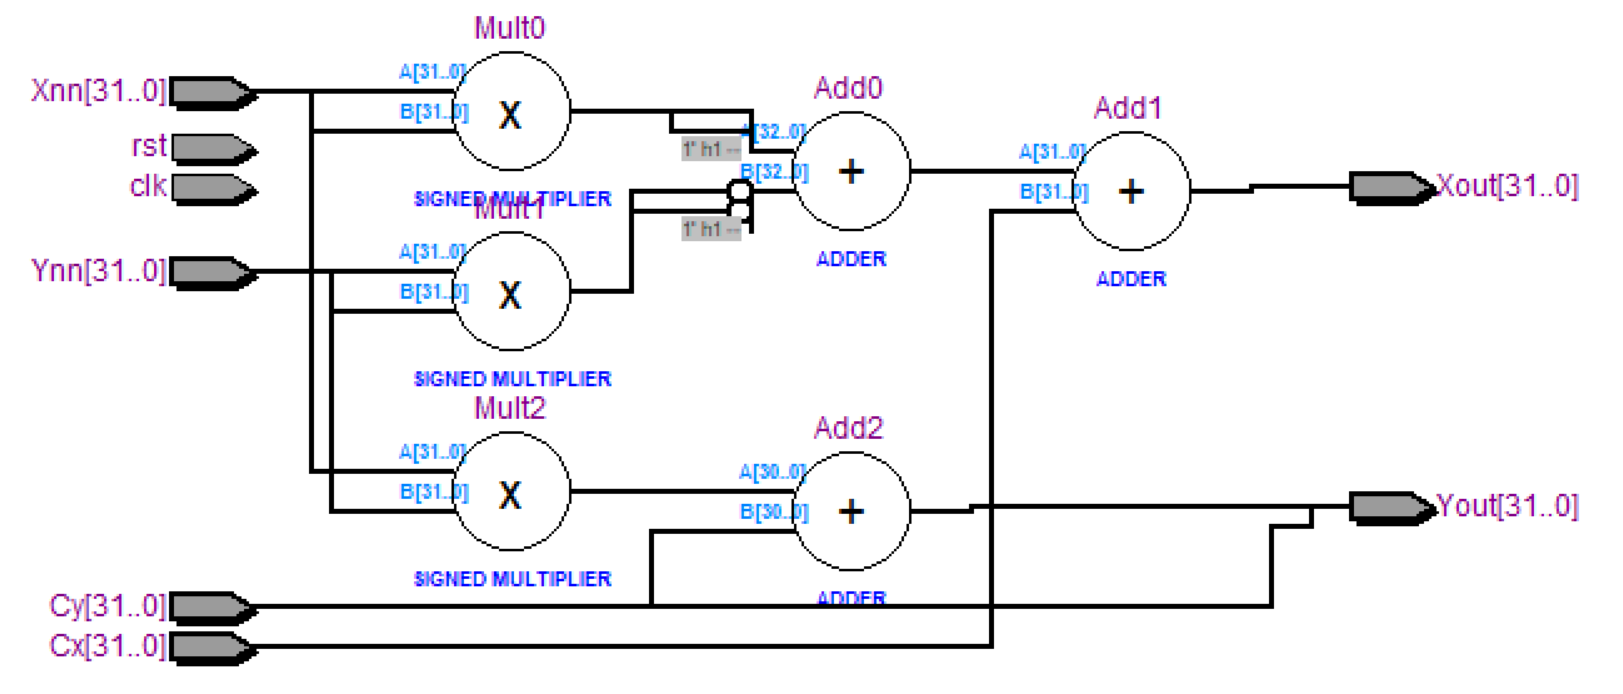 Mult0
Xnn[31..0]
A[31..0]
B[31..0]
X
SIGNED MULTIPLIER
rst
clk
Add0
A[32..0]
1' h1 --
B[32..0]
+
1' h1 --
ADDER
Add1
A[31..0]
B[31..0]
+
ADDER
Xout[31..0]
Mult1
Ynn[31..0]
A[31..0]
B[31..0]
X
SIGNED MULTIPLIER
Mult2
A[31..0]
B[31..0]
X
SIGNED MULTIPLIER
Add2
A[30..0]
B[30..0]
+
ADDER
Yout[31..0]
Cy[31..0]
Cx[31..0]